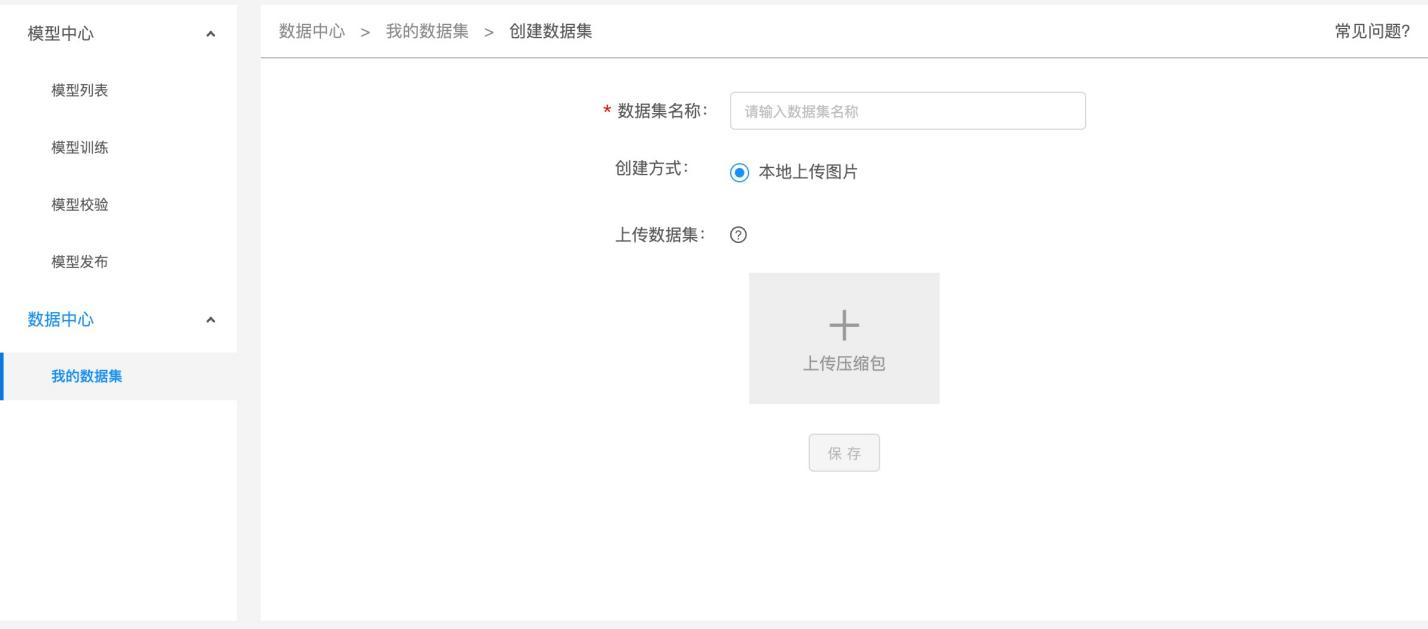 模型中心
模型列表
模型训练
模型校验
模型发布
数据中心
我的数据集
数据中心 > 我的数据集 > 创建数据集
常见问题?
* 数据集名称: 请输入数据集名称
创建方式: 本地上传图片
上传数据集: ?
上传压缩包
保 存